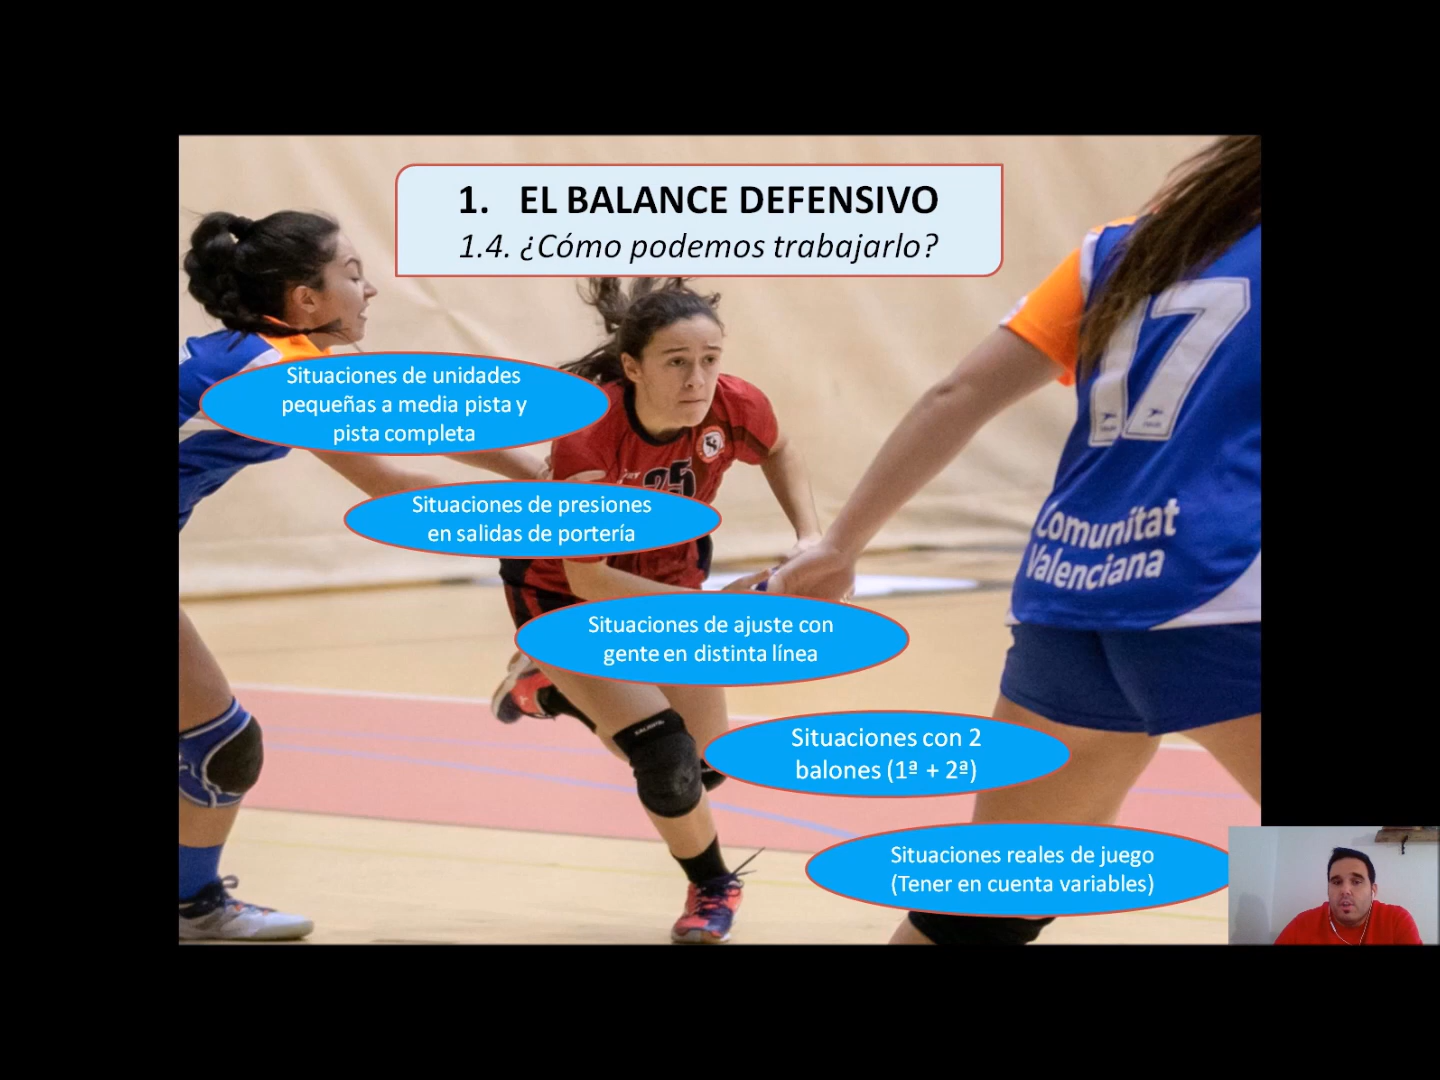 1. EL BALANCE DEFENSIVO
1.4. ¿Cómo podemos trabajarlo?
Situaciones de unidades
pequeñas a media pista y
pista completa
25
17
Situaciones de presiones
en salidas de portería
Comunitat
Valenciana
Situaciones de ajuste con
gente en distinta línea
Situaciones con 2
balones (1ª + 2ª)
Situaciones reales de juego
(Tener en cuenta variables)